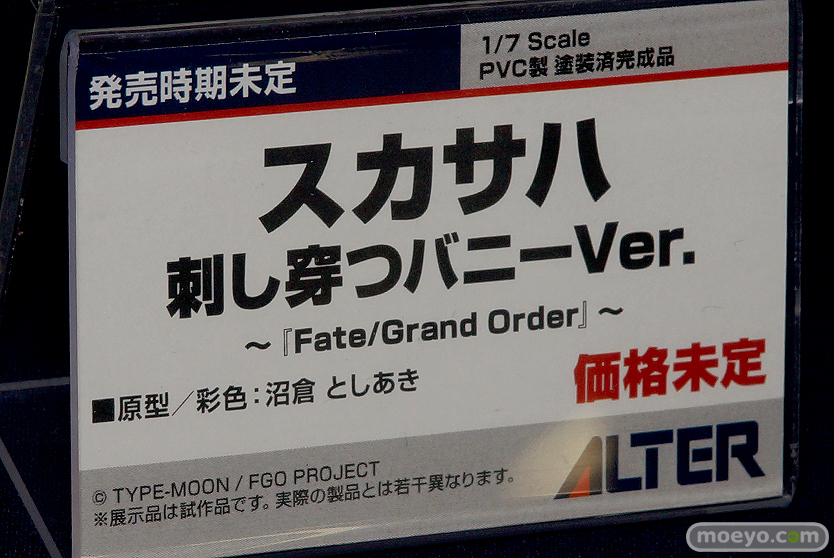 発売時期未定
1/7 Scale
PVC製 塗装済完成品
スカサハ
刺し穿つバニーVer.
～『Fate/Grand Order』～
■原型／彩色：沼倉 としあき
価格未定
© TYPE-MOON / FGO PROJECT
※展示品は試作品です。実際の製品とは若干異なります。
ALTER
moeyo.com